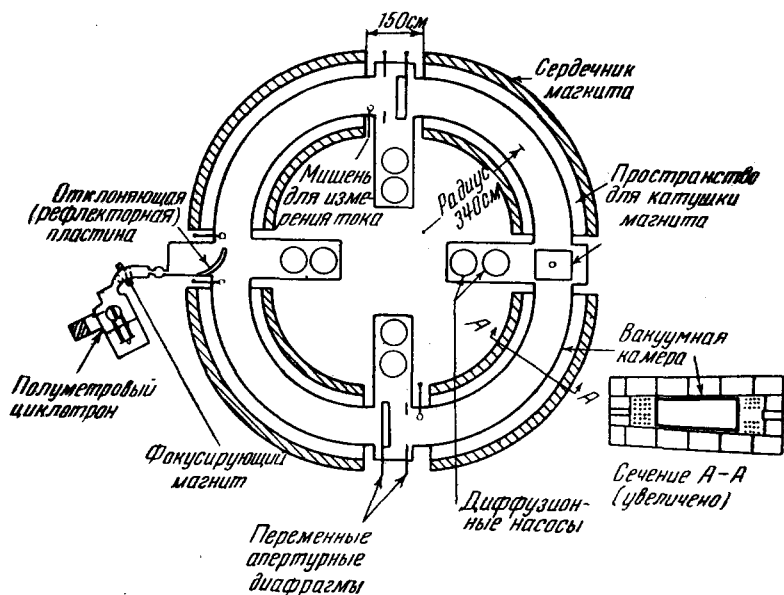 150см
Сердечник
магнита
Мишень
для изме-
рения тока
Радиус
340см
Пространство
для катушки
магнита
Отклоняющая
(рефлекторная)
пластина
Полуметровый
циклотрон
Фокусирующий
магнит
Переменные
апертурные
диафрагмы
Диффузион-
ные насосы
А
А
Вакуумная
камера
Сечение А-А
(увеличено)